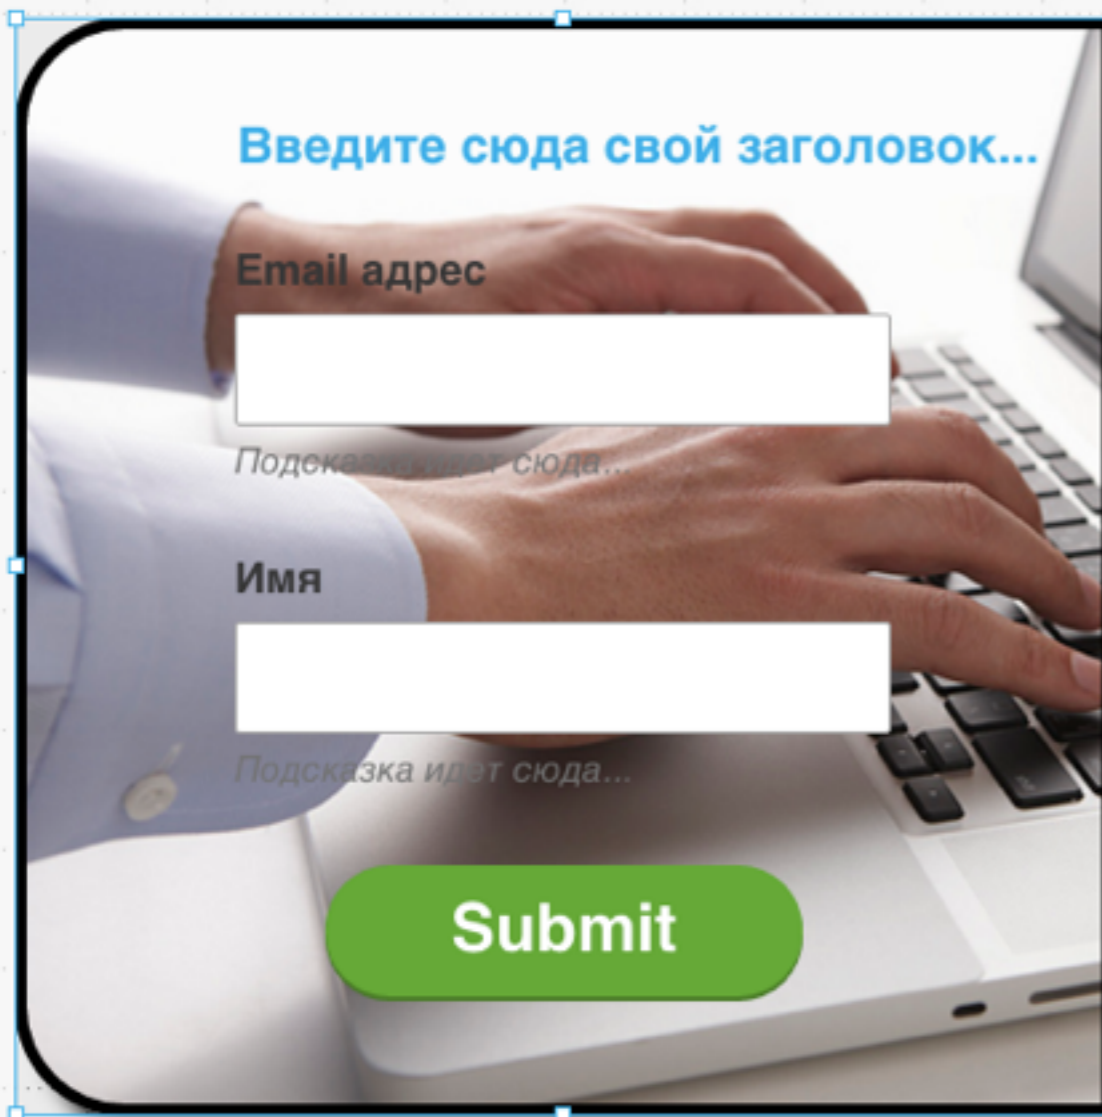 Введите сюда свой заголовок...
Email адрес
Подсказка идет сюда...
Имя
Подсказка идет сюда...
Submit